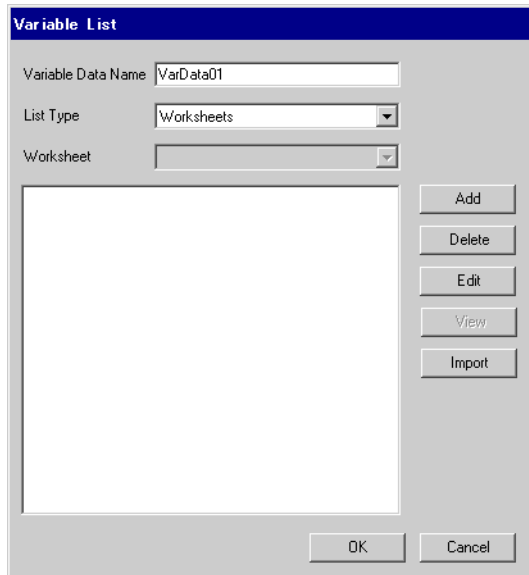 Variable List
Variable Data Name VarData01
List Type Worksheets
Worksheet
Add
Delete
Edit
View
Import
OK Cancel